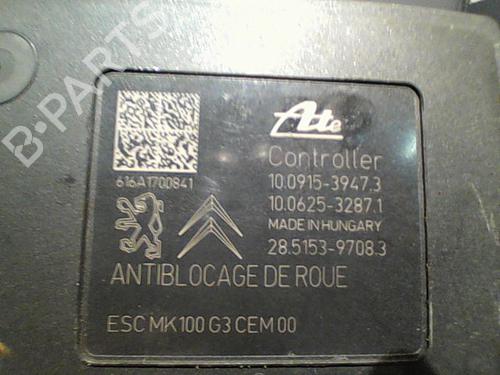 B-PARTS
Ate
Controller
616A1700841
10.0915-3947.3
10.0625-3287.1
MADE IN HUNGARY
28.5153-9708.3
ANTIBLOCAGE DE ROUE
ESC MK100 G3 CEM 00